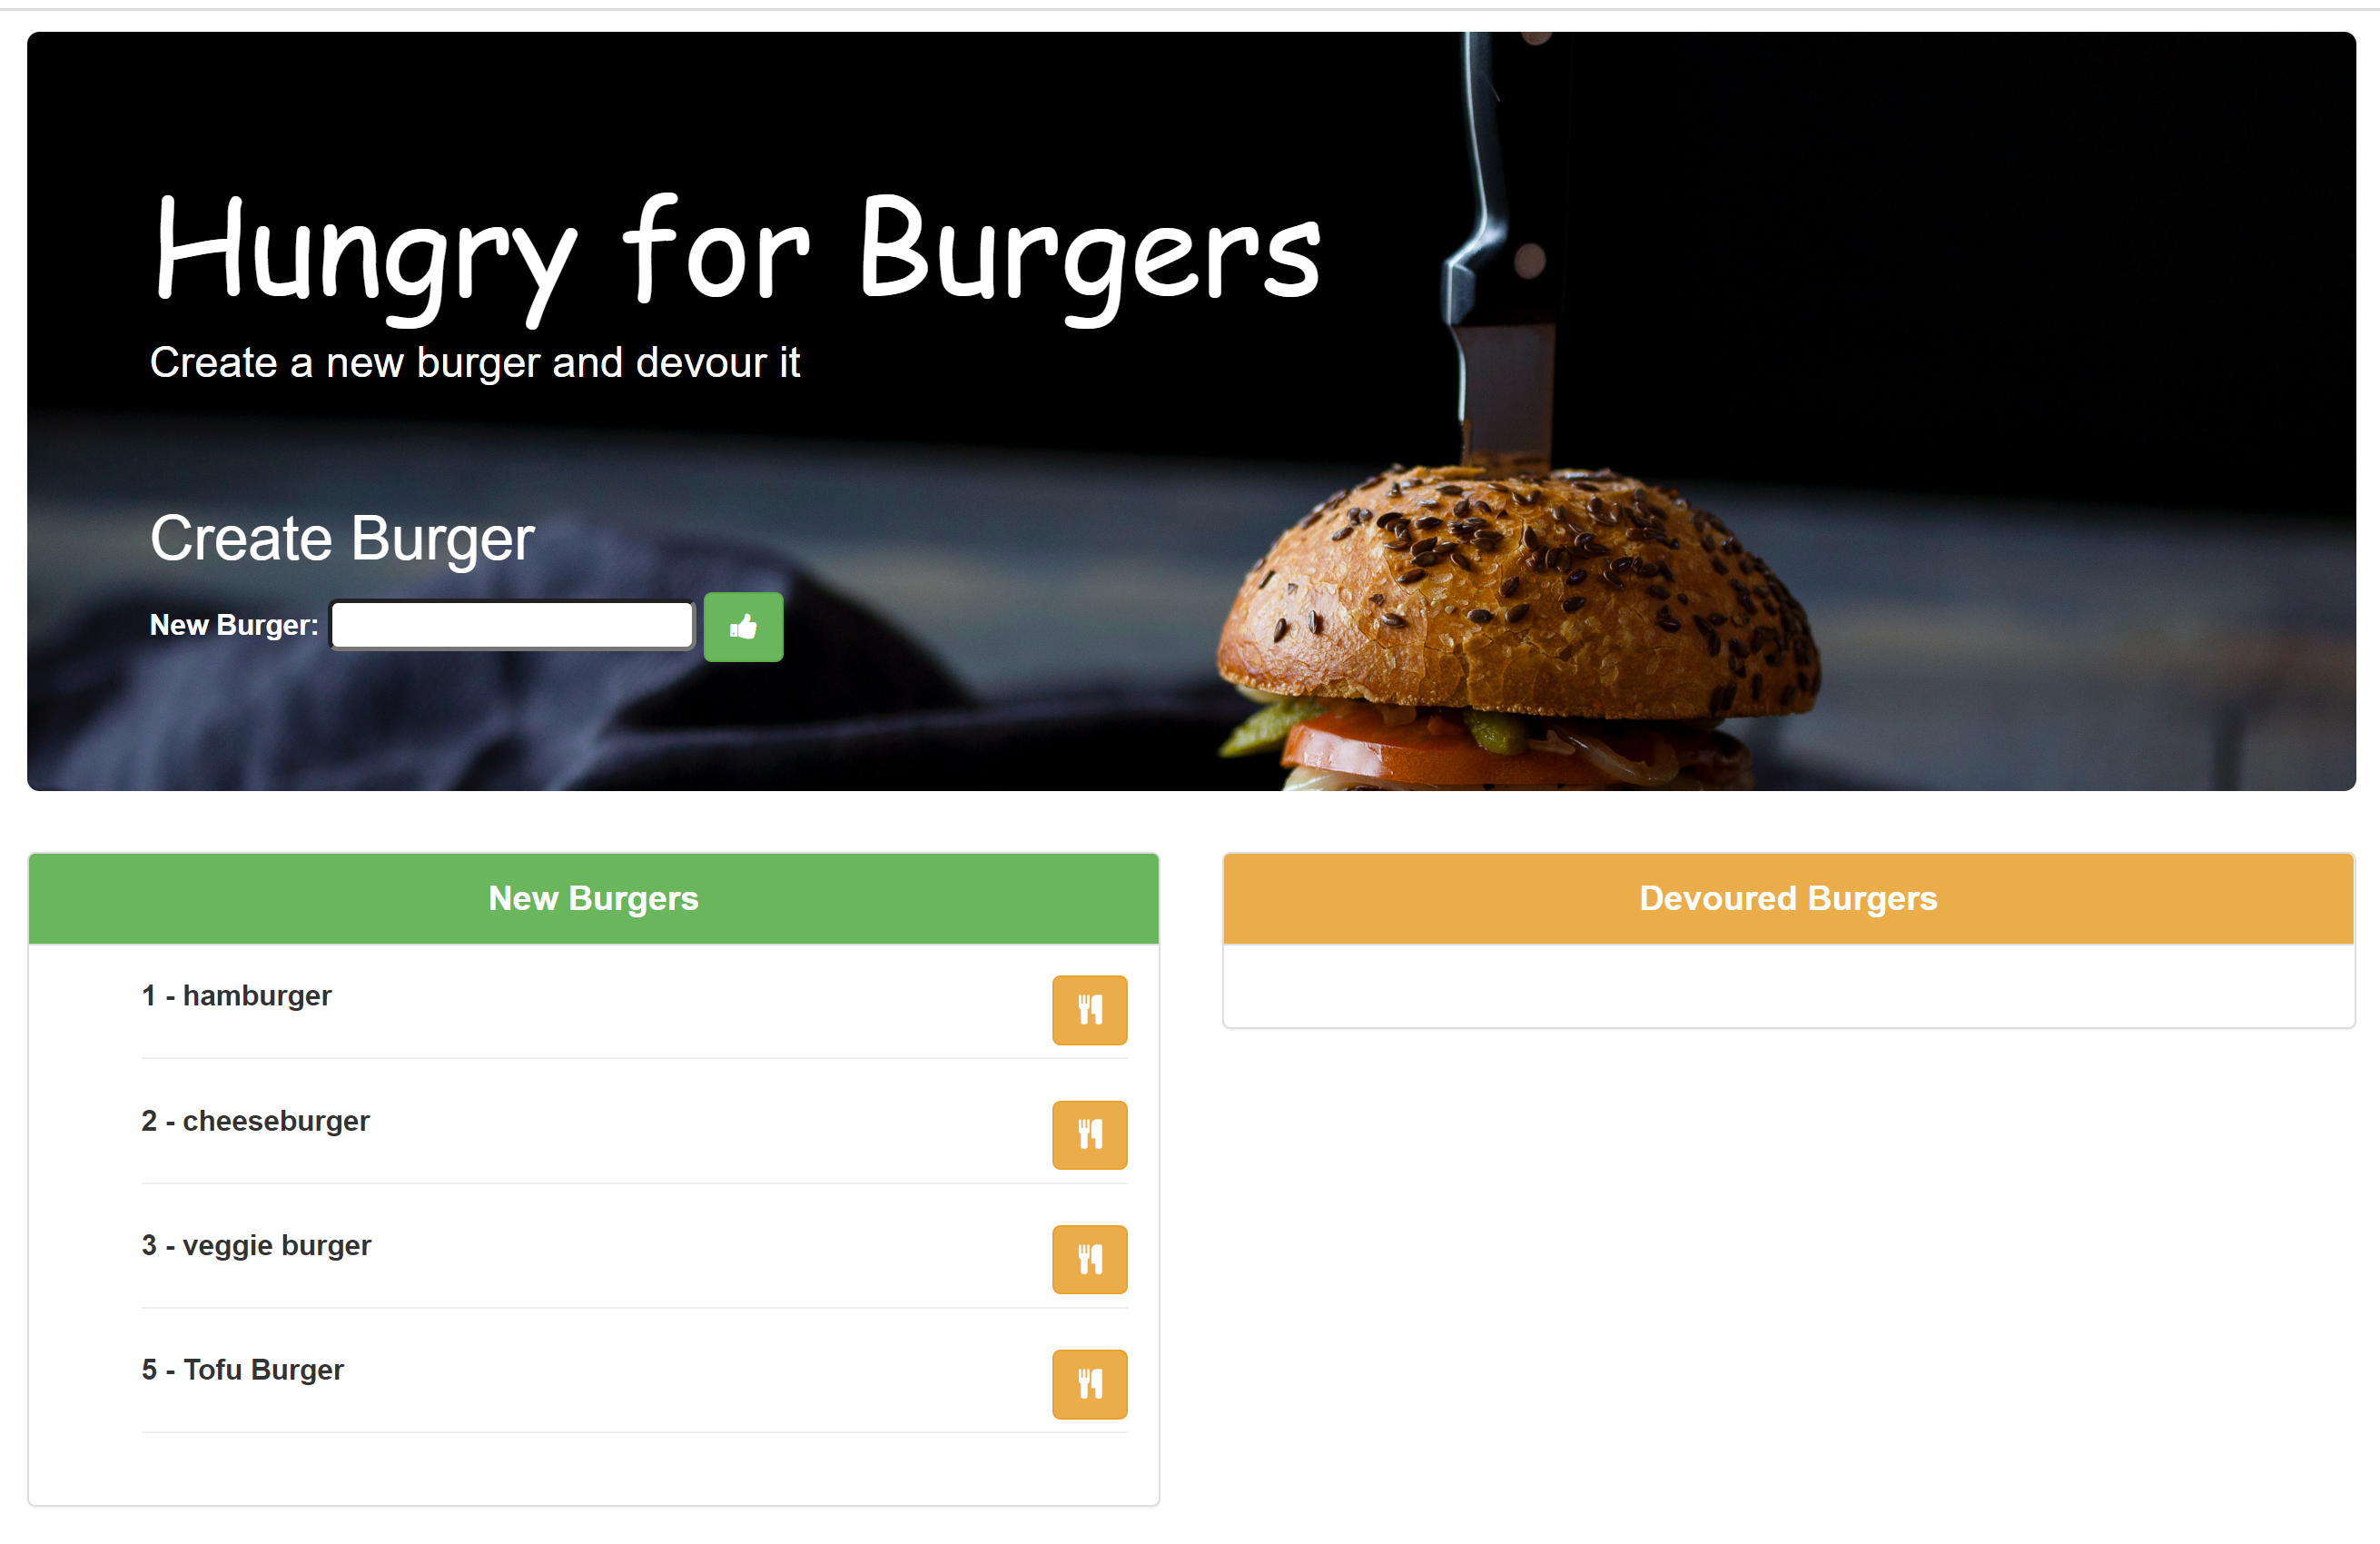 Hungry for Burgers
Create a new burger and devour it
Create Burger
New Burger:
New Burgers
1 - hamburger
2 - cheeseburger
3 - veggie burger
5 - Tofu Burger
Devoured Burgers